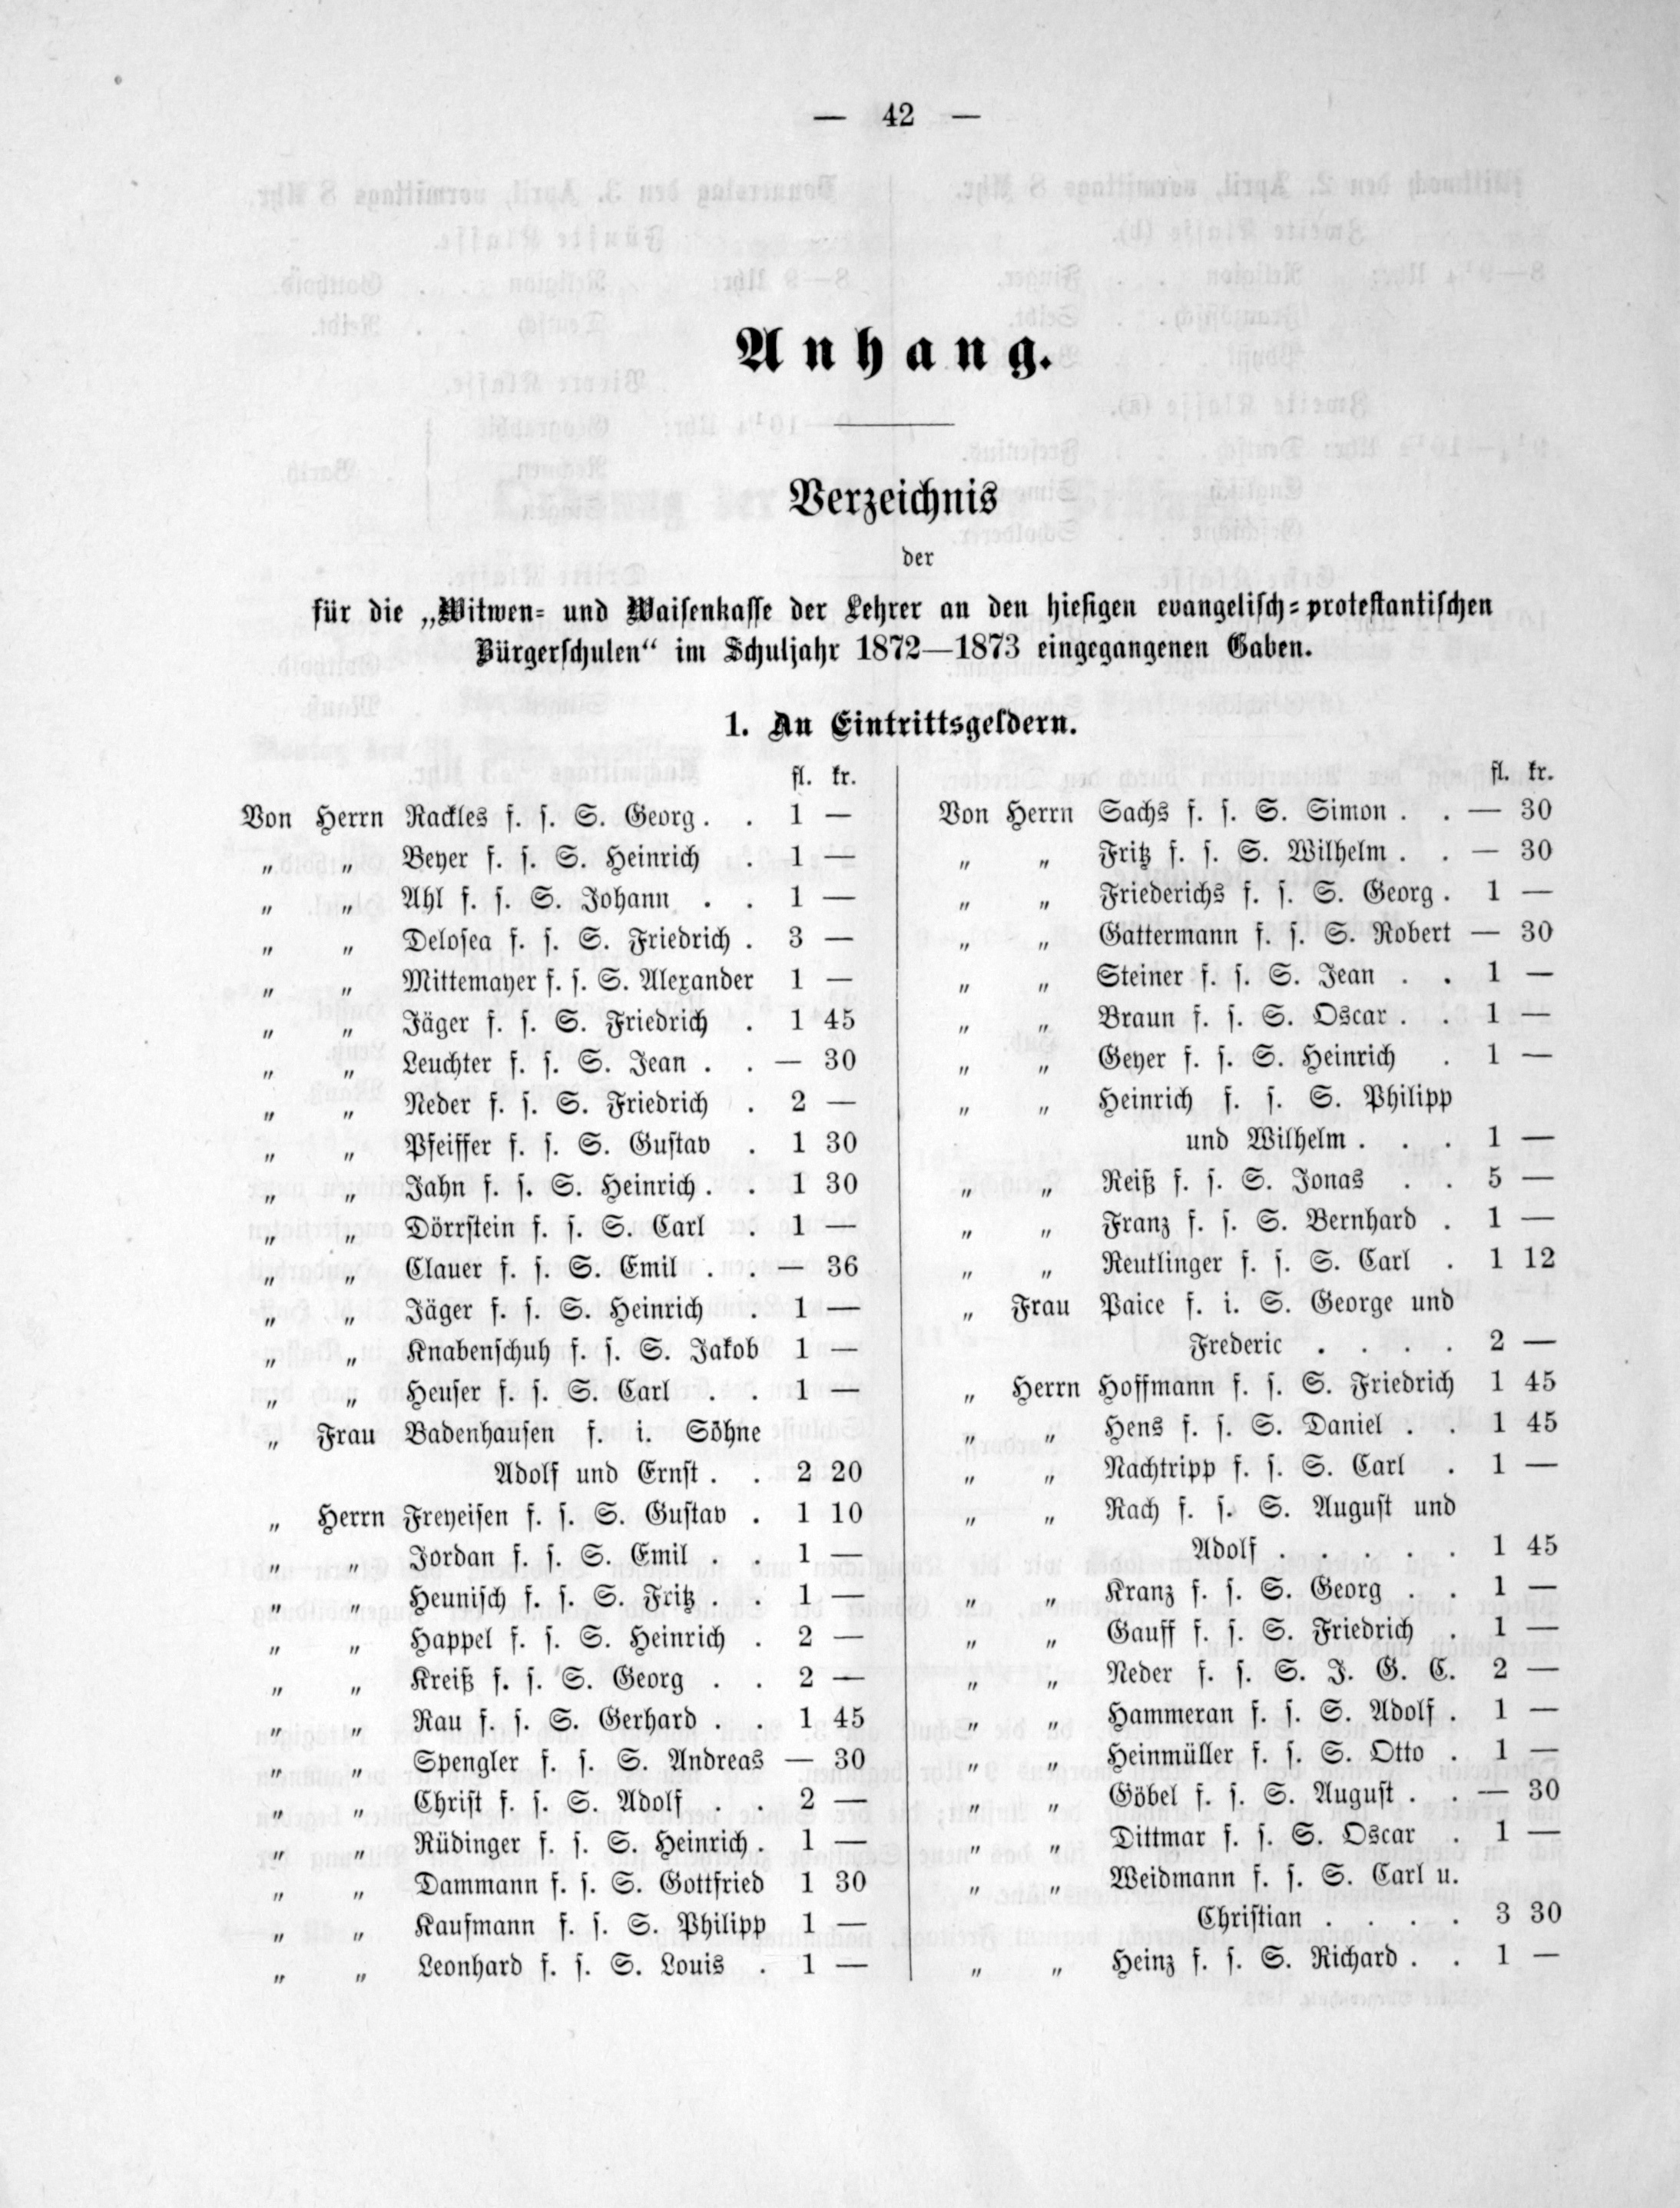 — 42 —
Anhang.
Verzeichnis
der
für die „Witwen- und Waisenkasse der Lehrer an den hiesigen evangelisch-protestantischen
Bürgerschulen“ im Schuljahr 1872—1873 eingegangenen Gaben.
1. An Eintrittsgeldern.
fl. kr.
Von Herrn Rackles f. s. S. Georg . . 1 —
„ „ Beyer f. s. S. Heinrich . 1 —
„ „ Ahl f. s. S. Johann . . 1 —
„ „ Delosea f. s. S. Friedrich . 3 —
„ „ Mittemayer f. s. S. Alexander 1 —
„ „ Jäger f. s. S. Friedrich . 1 45
„ „ Leuchter f. s. S. Jean . . — 30
„ „ Neder f. s. S. Friedrich . 2 —
„ „ Pfeiffer f. s. S. Gustav . 1 30
„ „ Jahn f. s. S. Heinrich . . 1 30
„ „ Dörrstein f. s. S. Carl . 1 —
„ „ Clauer f. s. S. Emil . . — 36
„ „ Jäger f. s. S. Heinrich . 1 —
„ „ Knabenschuh f. s. S. Jakob 1 —
„ „ Heuser f. s. S. Carl . . 1 —
„ Frau Badenhausen f. i. Söhne
Adolf und Ernst . . 2 20
„ Herrn Freyeisen f. s. S. Gustav . 1 10
„ „ Jordan f. s. S. Emil . . 1 —
„ „ Heunisch f. s. S. Fritz . . 1 —
„ „ Happel f. s. S. Heinrich . 2 —
„ „ Kreiß f. s. S. Georg . . 2 —
„ „ Rau f. s. S. Gerhard . . 1 45
„ „ Spengler f. s. S. Andreas — 30
„ „ Christ f. s. S. Adolf . . 2 —
„ „ Rüdinger f. s. S. Heinrich . 1 —
„ „ Dammann f. s. S. Gottfried 1 30
„ „ Kaufmann f. s. S. Philipp 1 —
„ „ Leonhard f. s. S. Louis . 1 —
fl. kr.
Von Herrn Sachs f. s. S. Simon . . — 30
„ „ Fritz f. s. S. Wilhelm . . — 30
„ „ Friederichs f. s. S. Georg . 1 —
„ „ Gattermann f. s. S. Robert — 30
„ „ Steiner f. s. S. Jean . . 1 —
„ „ Braun f. s. S. Oscar . . 1 —
„ „ Geyer f. s. S. Heinrich . 1 —
„ „ Heinrich f. s. S. Philipp
und Wilhelm . . . 1 —
„ „ Reiß f. s. S. Jonas . . 5 —
„ „ Franz f. s. S. Bernhard . 1 —
„ „ Reutlinger f. s. S. Carl . 1 12
„ Frau Paice f. i. S. George und
Frederic . . . . 2 —
„ Herrn Hoffmann f. s. S. Friedrich 1 45
„ „ Hens f. s. S. Daniel . . 1 45
„ „ Nachtripp f. s. S. Carl . 1 —
„ „ Rach f. s. S. August und
Adolf . . . . . 1 45
„ „ Kranz f. s. S. Georg . . 1 —
„ „ Gauff f. s. S. Friedrich . 1 —
„ „ Neder f. s. S. J. G. C. 2 —
„ „ Hammeran f. s. S. Adolf . 1 —
„ „ Heinmüller f. s. S. Otto . 1 —
„ „ Göbel f. s. S. August . . — 30
„ „ Dittmar f. s. S. Oscar . 1 —
„ „ Weidmann f. s. S. Carl u.
Christian . . . . 3 30
„ „ Heinz f. s. S. Richard . . 1 —